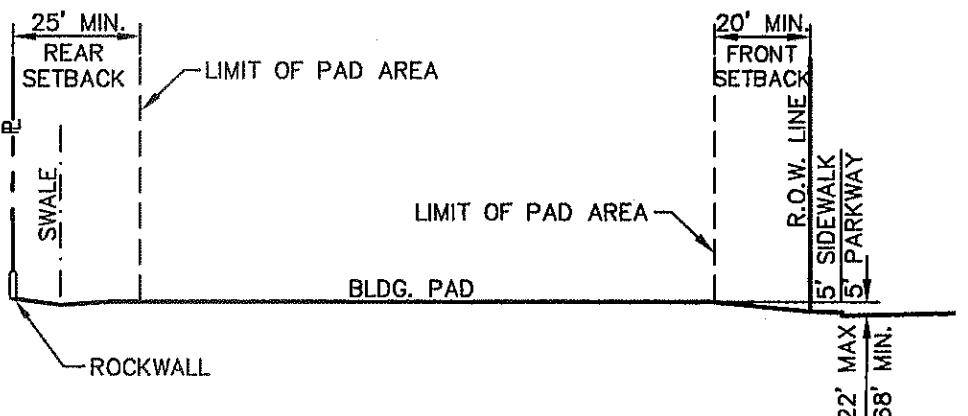 25' MIN.
REAR
SETBACK
LIMIT OF PAD AREA
20' MIN.
FRONT
SETBACK
PL
SWALE
LIMIT OF PAD AREA
R.O.W. LINE
5' SIDEWALK
5' PARKWAY
BLDG. PAD
ROCKWALL
22' MAX
68' MIN.